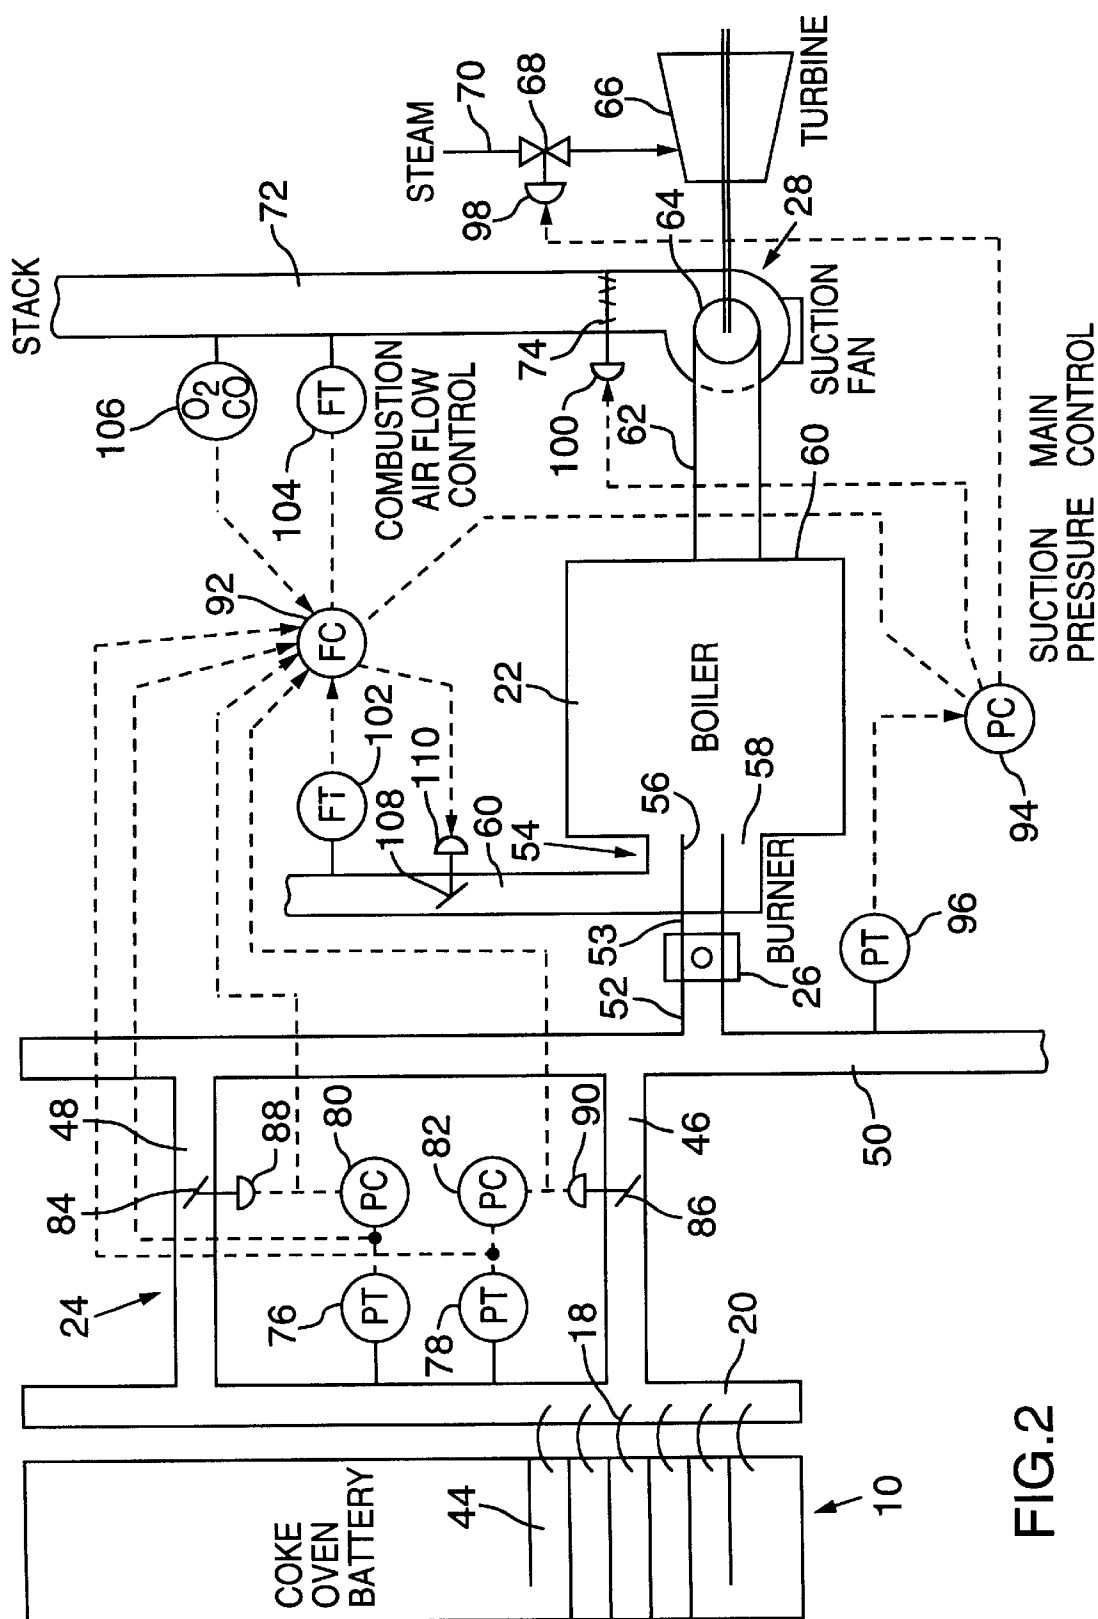 STACK
72
106
O2
CO
104
FT
COMBUSTION
AIR FLOW
CONTROL
92
FC
FT
102
110
108
60
54
STEAM
70
68
98
66
TURBINE
64
28
74
100
62
SUCTION
FAN
60
22
BOILER
56
58
BURNER
53
52
26
MAIN
CONTROL
SUCTION
PRESSURE
PC
94
PT
96
50
48
84
88
80
PC
82
PC
90
46
86
24
76
PT
78
PT
18
20
COKE
OVEN
BATTERY
44
10
FIG.2